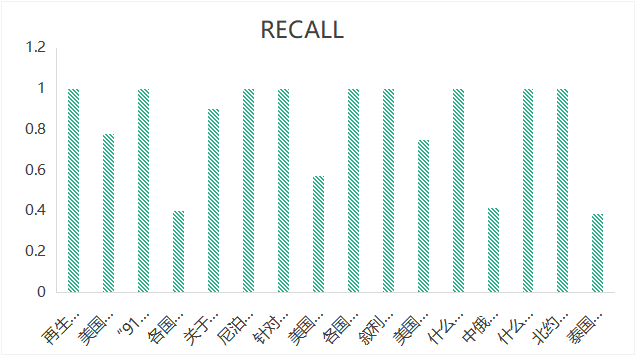 RECALL
1.2
1
0.8
0.6
0.4
0.2
0
再生...
美国...
"91...
各国...
关于...
尼泊...
针对...
美国...
各国...
叙利...
美国...
什么...
中俄...
什么...
北约...
泰国...